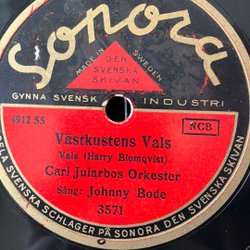 Sonora
MADE IN SWEDEN
DEN
SVENSKA
SKIVAN
GYNNA SVENSK INDUSTRI
4912 SS
NCB
Västkustens Vals
Vals (Harry Blomqvist)
Carl Jularbos Orkester
Sång: Johnny Bode
3571
DELA SVENSKA SCHLAGER PÅ SONORA DEN SVENSKA SKIVAN